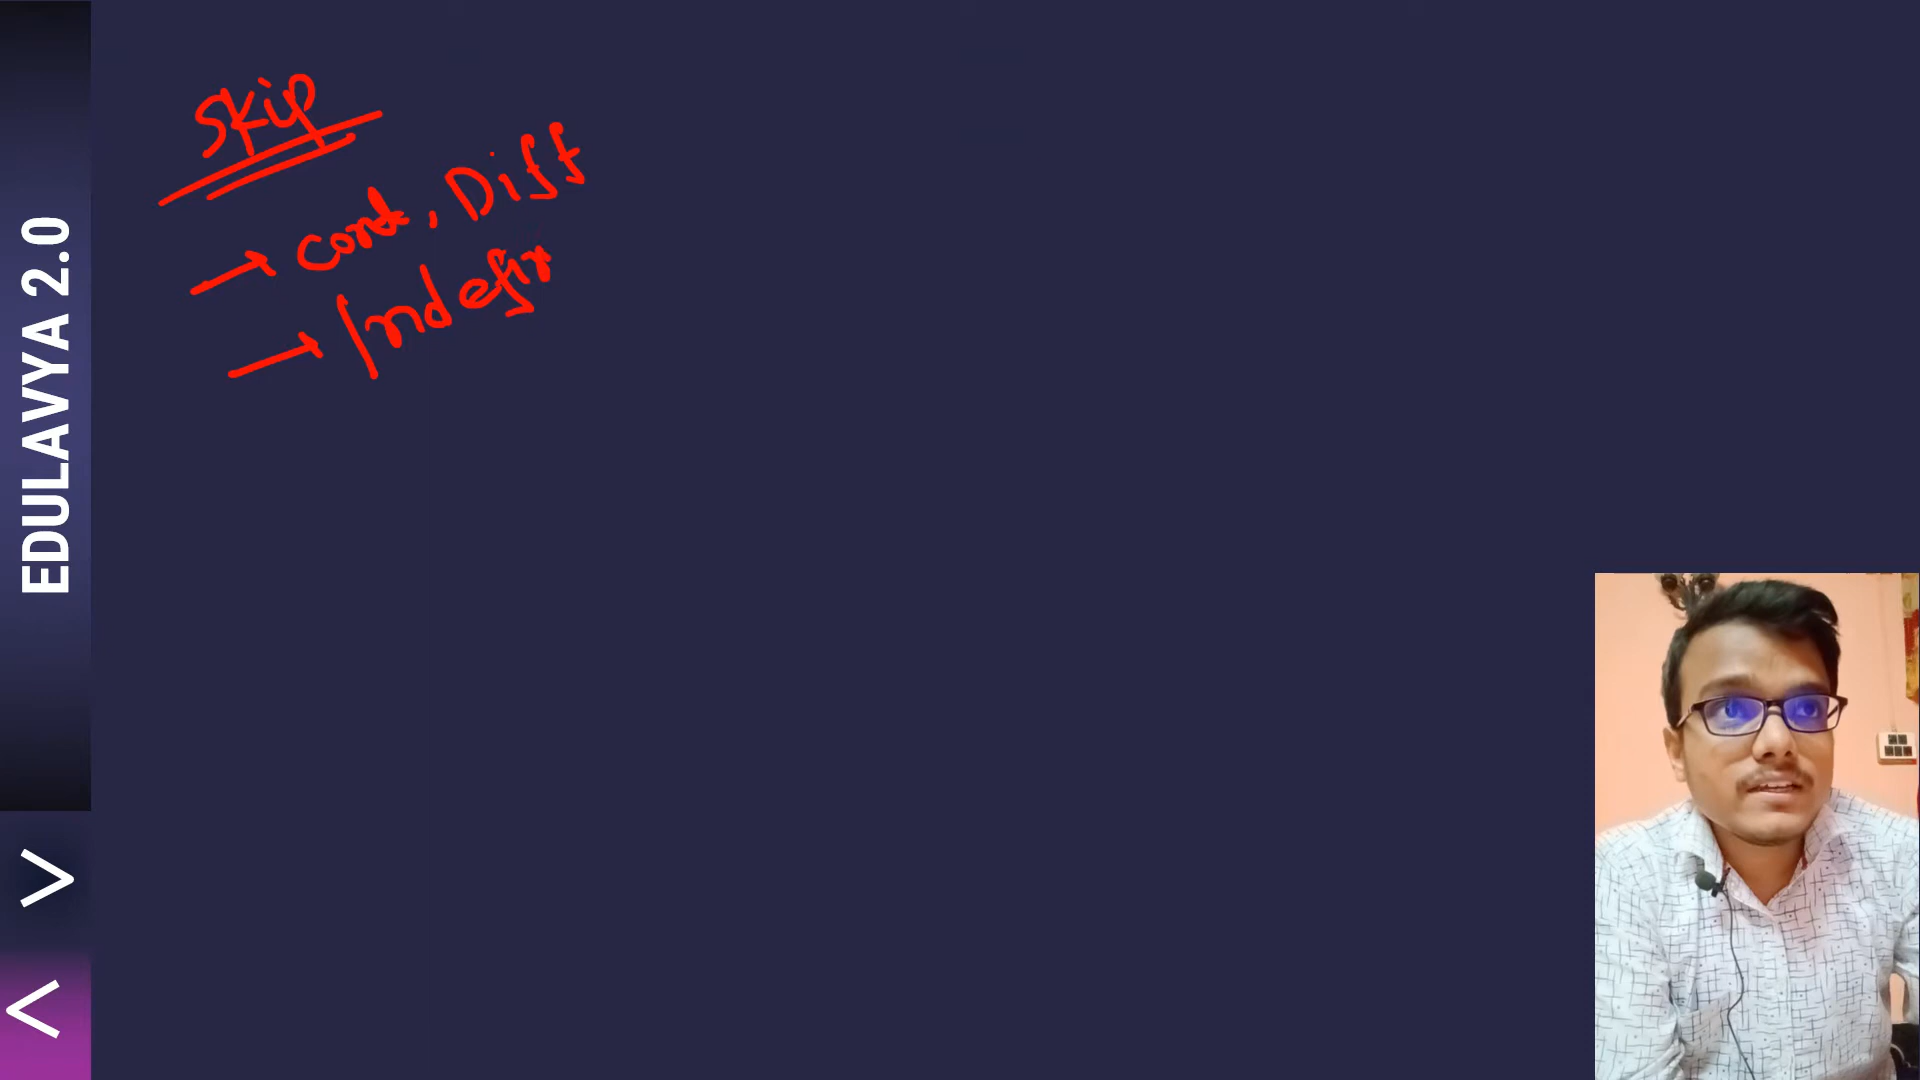 EDULAVYA 2.0
Skip
→ cont, Diff
→ Indefin